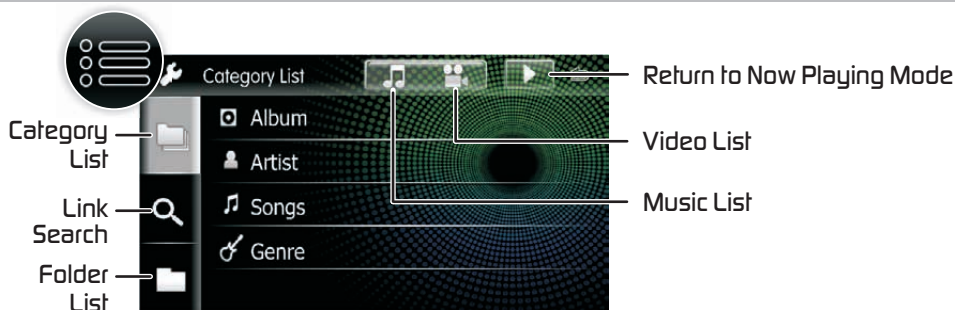 Category List
Return to Now Playing Mode
Category
List
Album
Video List
Artist
Link
Search
Songs
Music List
Genre
Folder
List